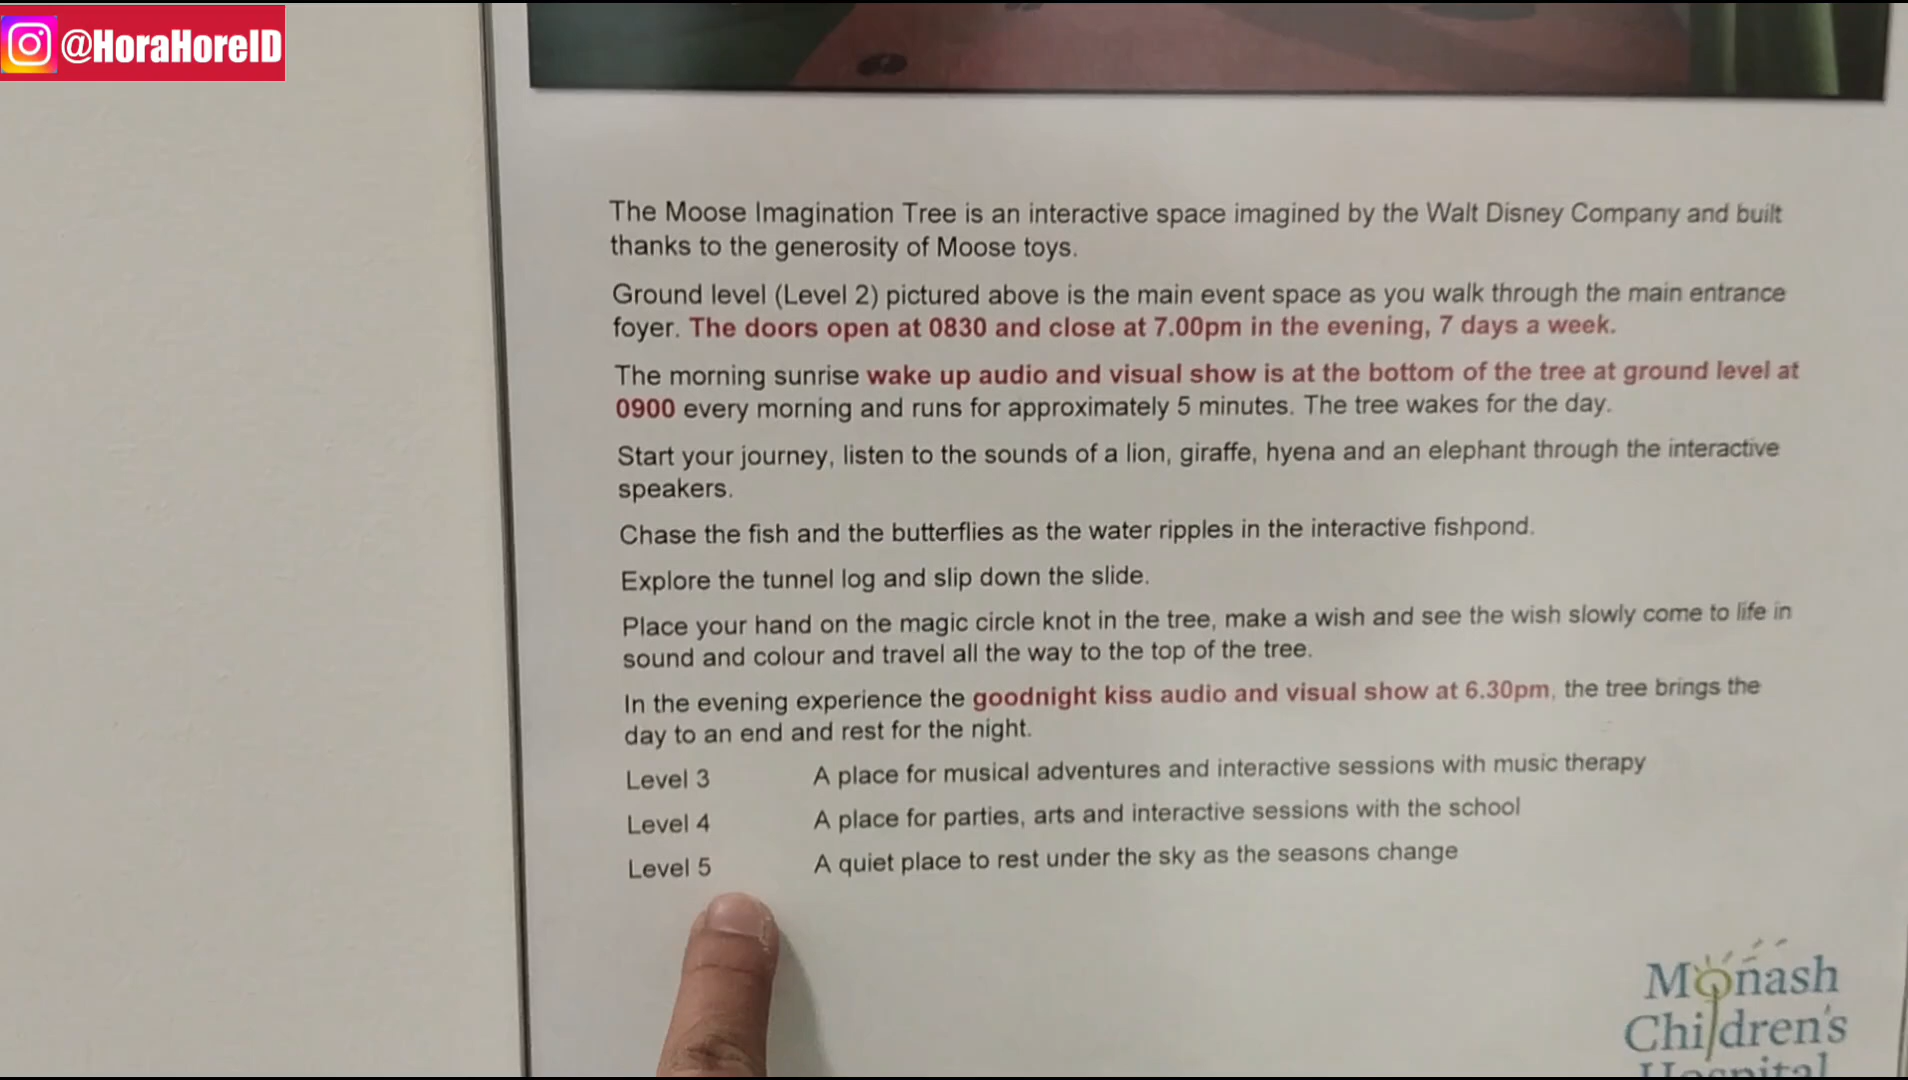 @HoraHoreID
The Moose Imagination Tree is an interactive space imagined by the Walt Disney Company and built
thanks to the generosity of Moose toys.
Ground level (Level 2) pictured above is the main event space as you walk through the main entrance
foyer. The doors open at 0830 and close at 7.00pm in the evening, 7 days a week.
The morning sunrise wake up audio and visual show is at the bottom of the tree at ground level at
0900 every morning and runs for approximately 5 minutes. The tree wakes for the day.
Start your journey, listen to the sounds of a lion, giraffe, hyena and an elephant through the interactive
speakers.
Chase the fish and the butterflies as the water ripples in the interactive fishpond.
Explore the tunnel log and slip down the slide.
Place your hand on the magic circle knot in the tree, make a wish and see the wish slowly come to life in
sound and colour and travel all the way to the top of the tree.
In the evening experience the goodnight kiss audio and visual show at 6.30pm, the tree brings the
day to an end and rest for the night.
Level 3 A place for musical adventures and interactive sessions with music therapy
Level 4 A place for parties, arts and interactive sessions with the school
Level 5 A quiet place to rest under the sky as the seasons change
Monash
Children's
Hospital